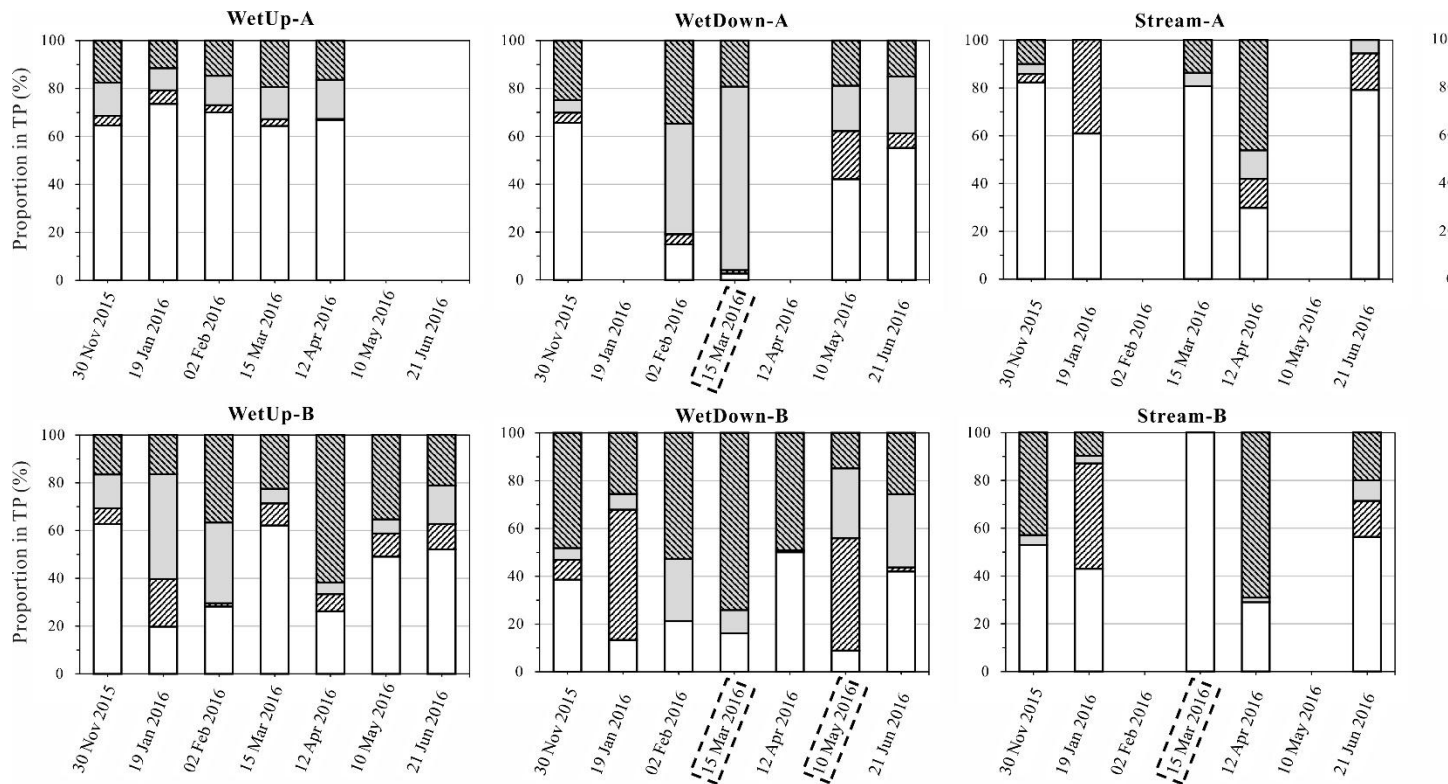 WetUp-A
WetDown-A
Stream-A
Proportion in TP (%)
100
80
60
40
20
0
30 Nov 2015
19 Jan 2016
02 Feb 2016
15 Mar 2016
12 Apr 2016
10 May 2016
21 Jun 2016
100
80
60
40
20
0
30 Nov 2015
19 Jan 2016
02 Feb 2016
15 Mar 2016
12 Apr 2016
10 May 2016
21 Jun 2016
100
80
60
40
20
0
30 Nov 2015
19 Jan 2016
02 Feb 2016
15 Mar 2016
12 Apr 2016
10 May 2016
21 Jun 2016
WetUp-B
WetDown-B
Stream-B
Proportion in TP (%)
100
80
60
40
20
0
30 Nov 2015
19 Jan 2016
02 Feb 2016
15 Mar 2016
12 Apr 2016
10 May 2016
21 Jun 2016
100
80
60
40
20
0
30 Nov 2015
19 Jan 2016
02 Feb 2016
15 Mar 2016
12 Apr 2016
10 May 2016
21 Jun 2016
100
80
60
40
20
0
30 Nov 2015
19 Jan 2016
02 Feb 2016
15 Mar 2016
12 Apr 2016
10 May 2016
21 Jun 2016